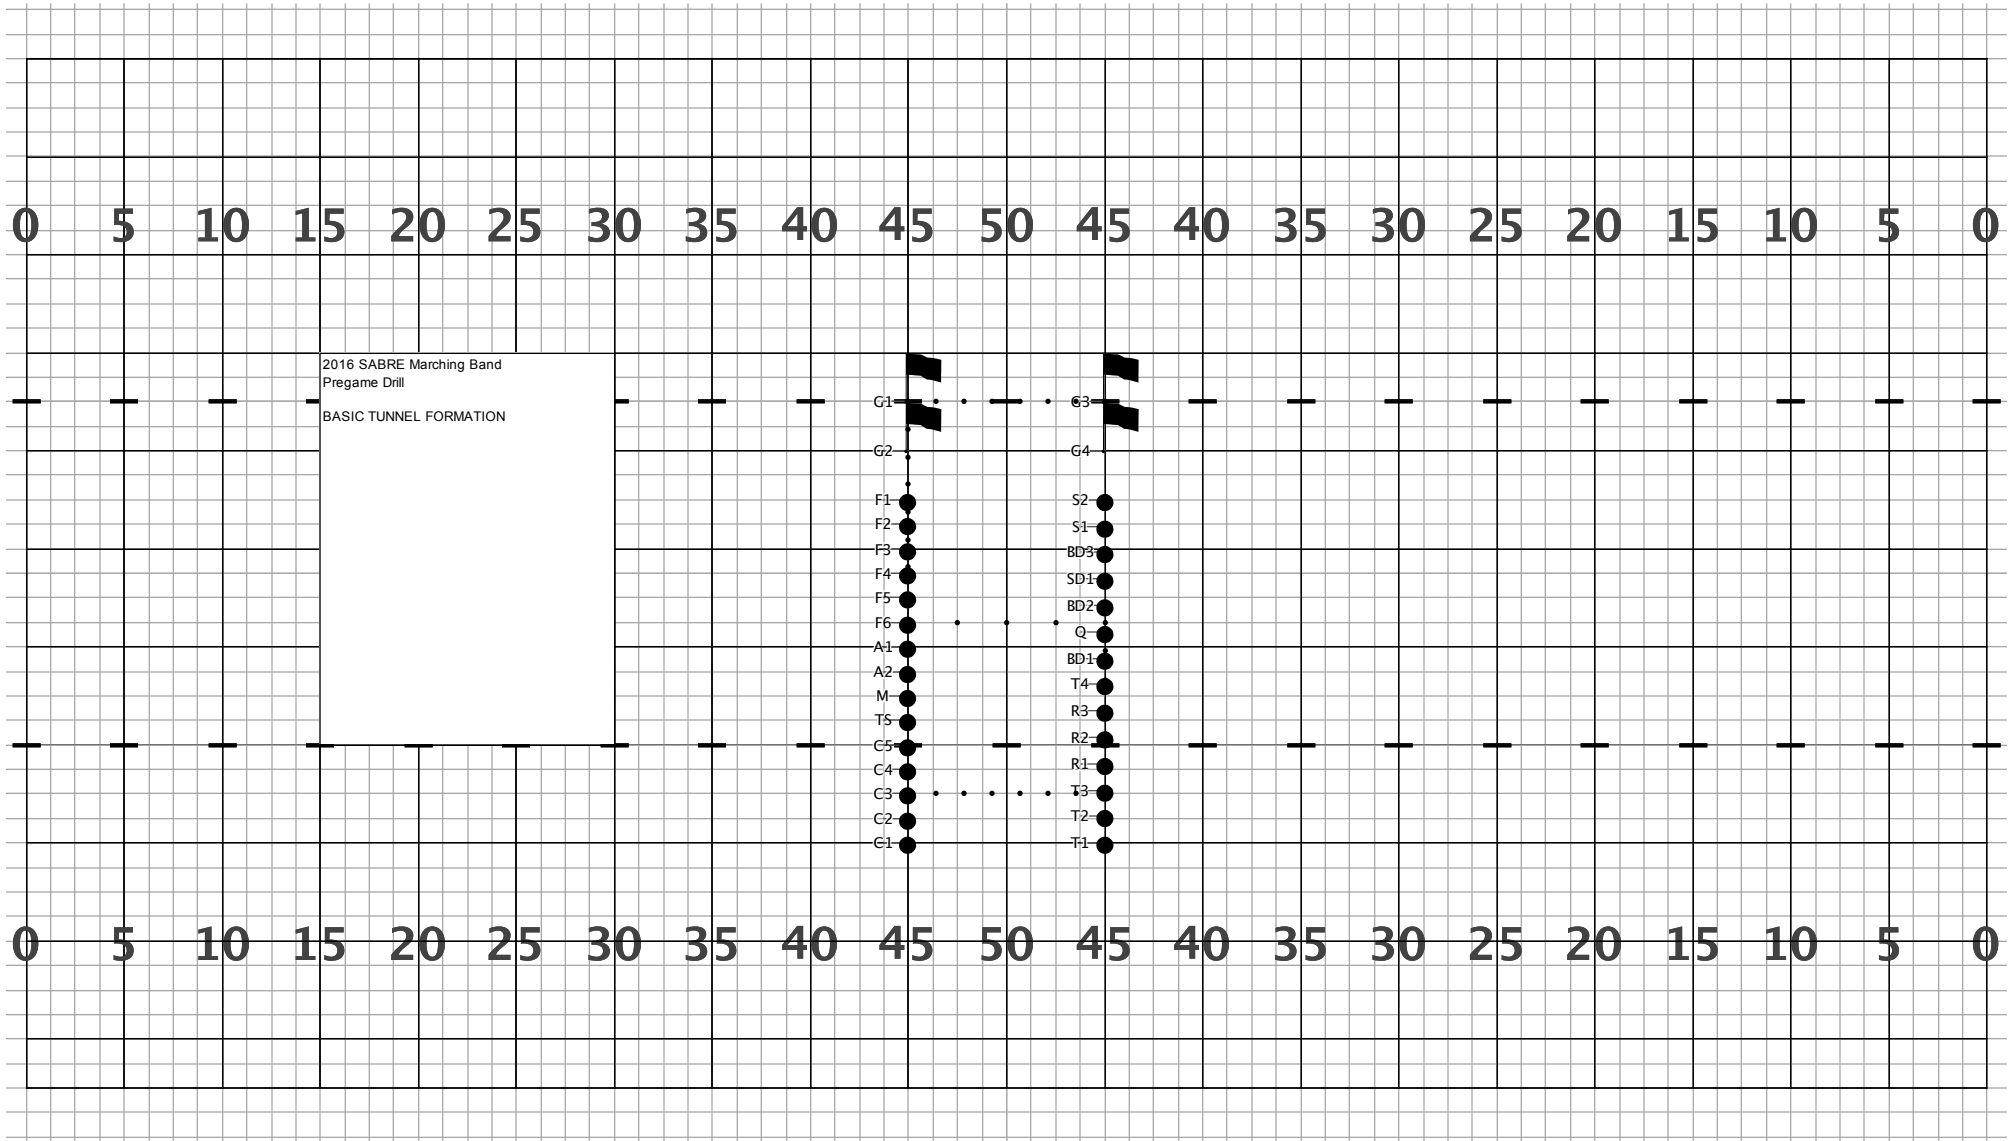 0 5 10 15 20 25 30 35 40 45 50 45 40 35 30 25 20 15 10 5 0
2016 SABRE Marching Band
Pregame Drill
BASIC TUNNEL FORMATION
G1 G3
G2 G4
F1 S2
F2 S1
F3 BD3
F4 SD1
F5 BD2
F6 Q
A1 BD1
A2 T4
M R3
TS R2
C5 R1
C4 T3
C3 T2
C2 T1
C1
0 5 10 15 20 25 30 35 40 45 50 45 40 35 30 25 20 15 10 5 0